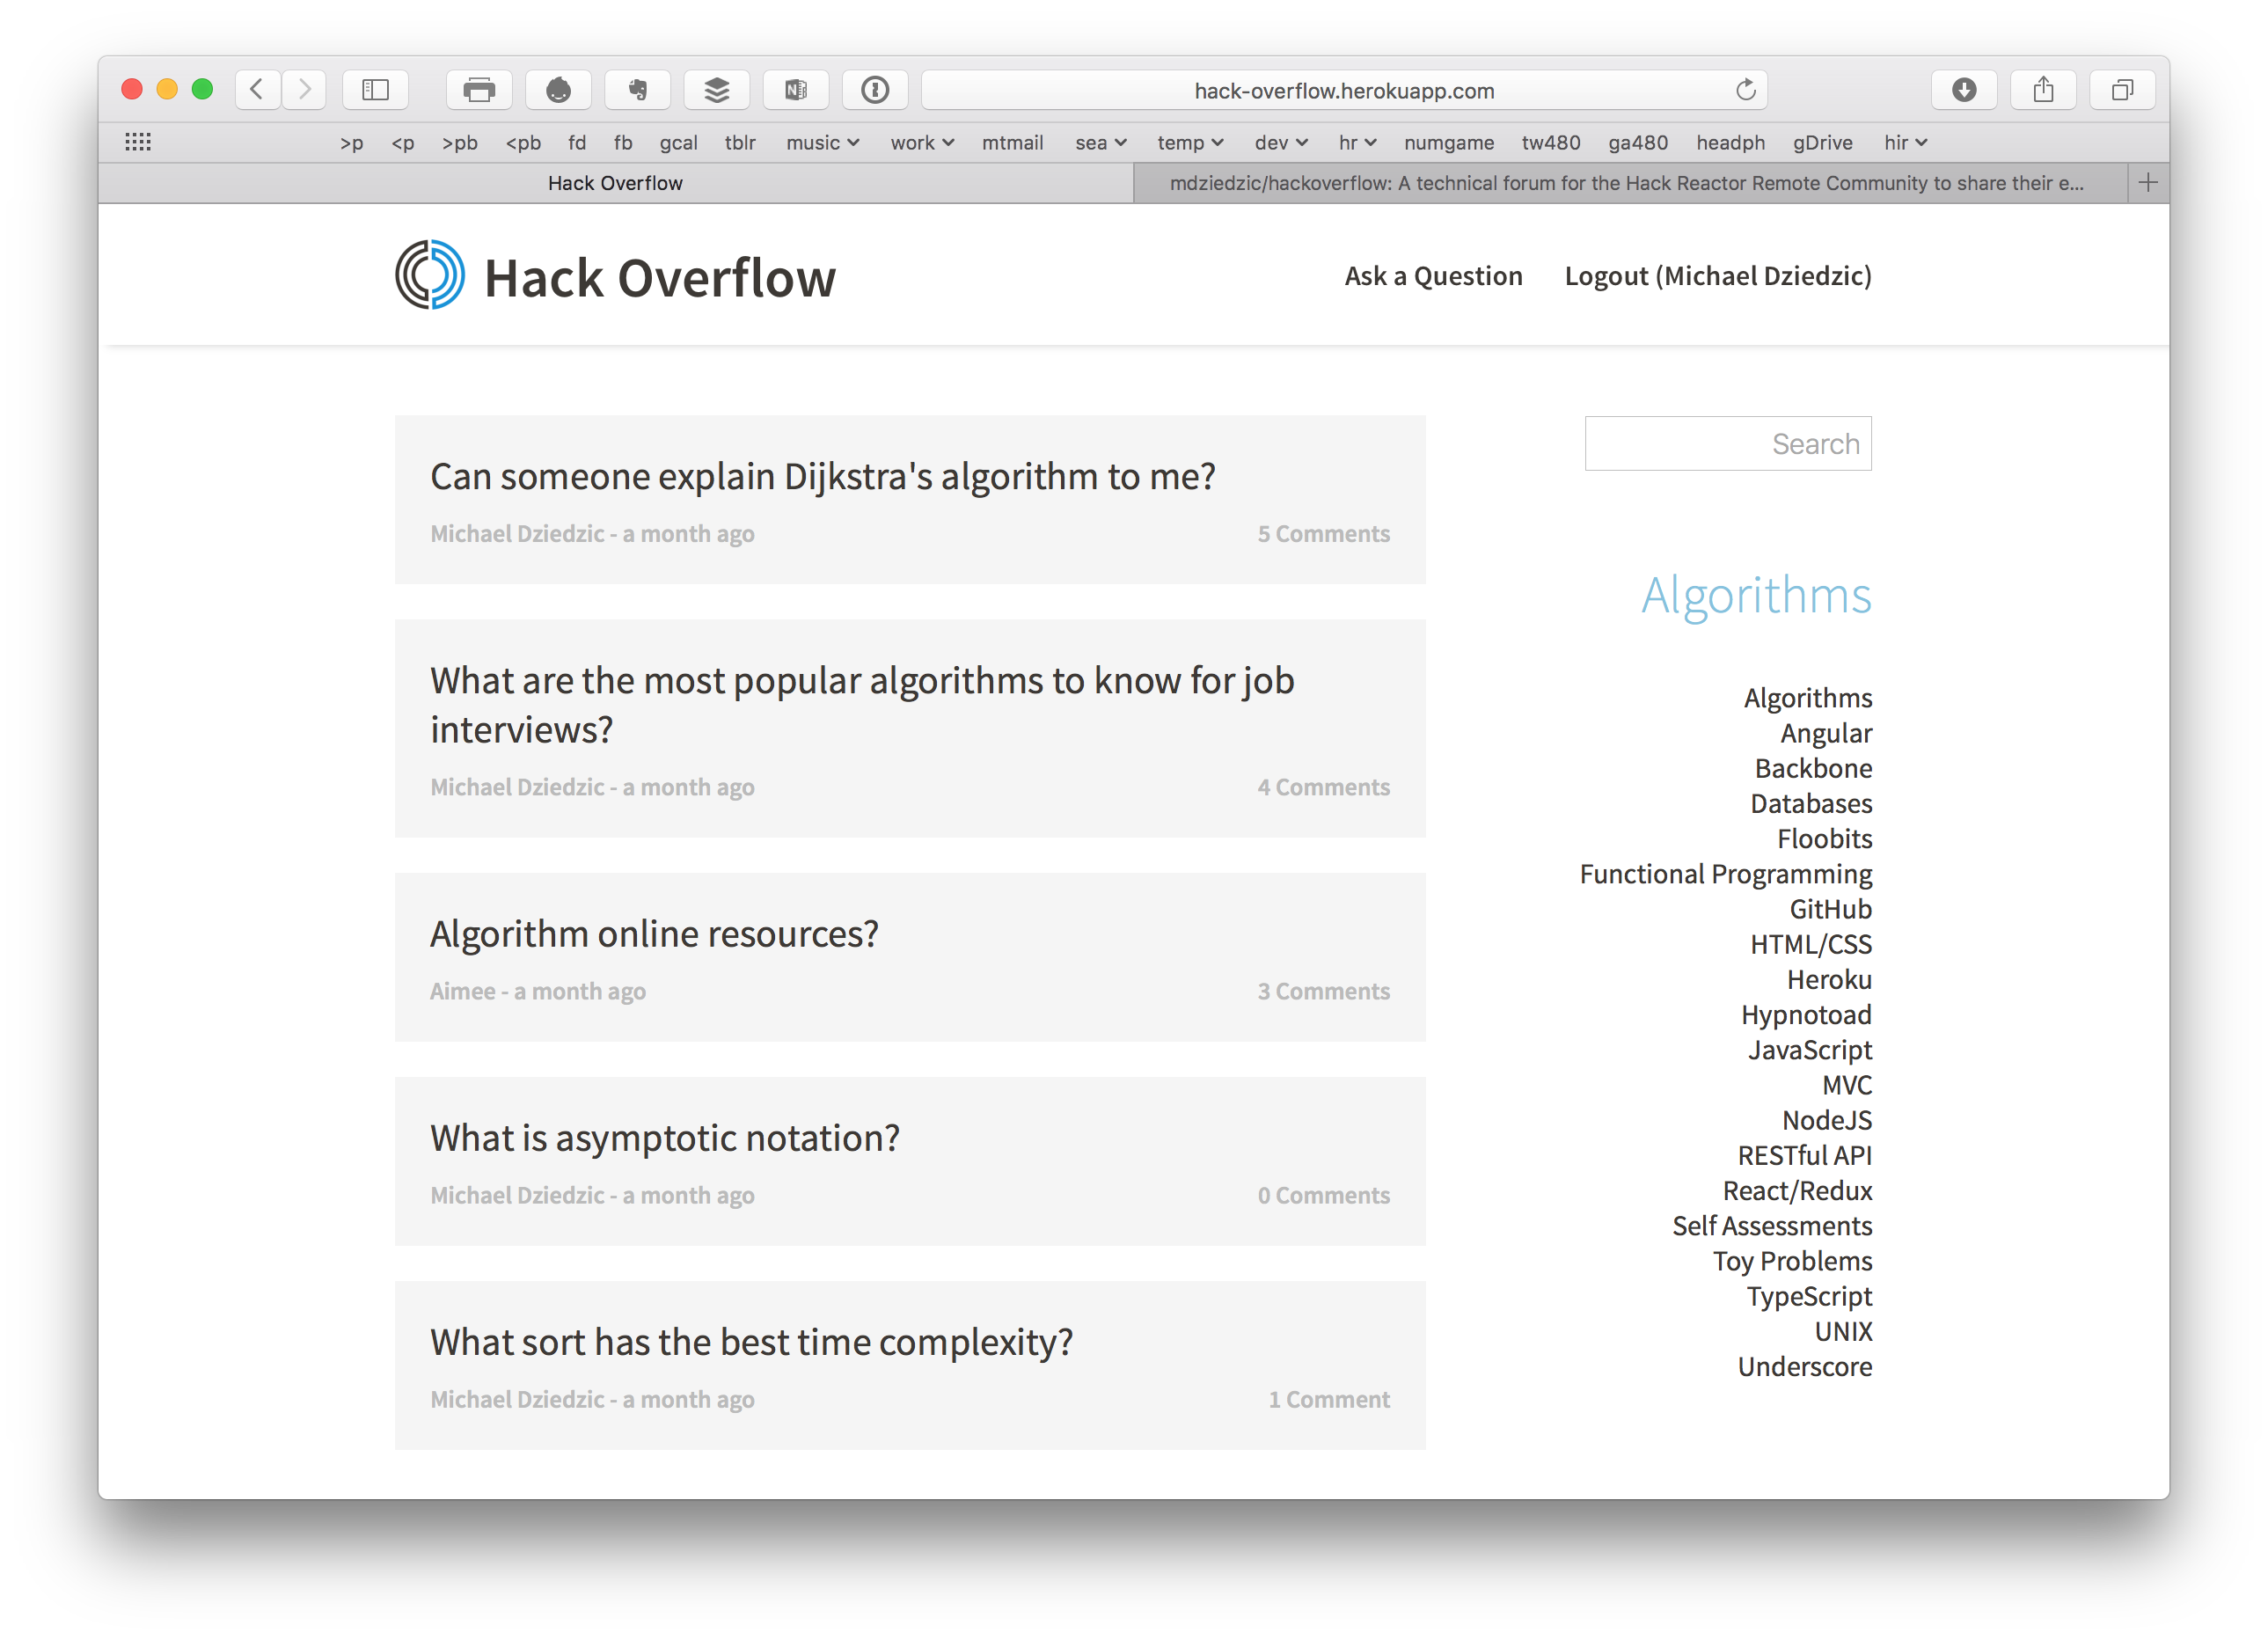 hack-overflow.herokuapp.com
>p <p >pb <pb fd fb gcal tblr music work mtmail sea temp dev hr numgame tw480 ga480 headph gDrive hir
Hack Overflow
mdziedzic/hackoverflow: A technical forum for the Hack Reactor Remote Community to share their e...
Hack Overflow
Ask a Question
Logout (Michael Dziedzic)
Can someone explain Dijkstra's algorithm to me?
Michael Dziedzic - a month ago
5 Comments
What are the most popular algorithms to know for job
interviews?
Michael Dziedzic - a month ago
4 Comments
Algorithm online resources?
Aimee - a month ago
3 Comments
What is asymptotic notation?
Michael Dziedzic - a month ago
0 Comments
What sort has the best time complexity?
Michael Dziedzic - a month ago
1 Comment
Search
Algorithms
Algorithms
Angular
Backbone
Databases
Floobits
Functional Programming
GitHub
HTML/CSS
Heroku
Hypnotoad
JavaScript
MVC
NodeJS
RESTful API
React/Redux
Self Assessments
Toy Problems
TypeScript
UNIX
Underscore